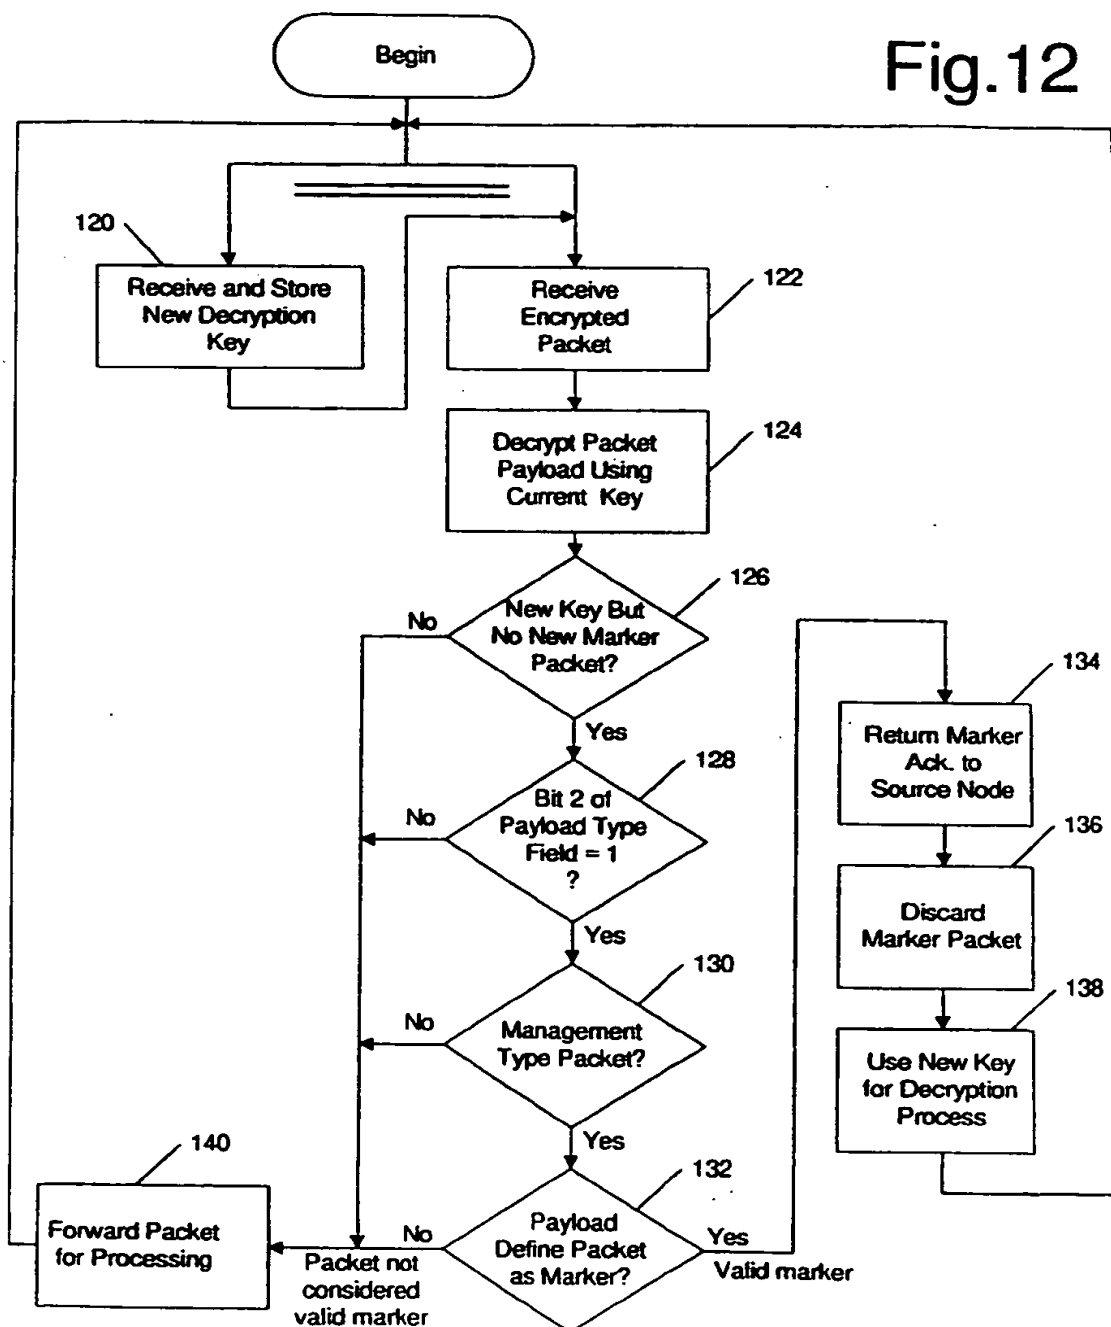 Begin
Fig.12
120
Receive and Store
New Decryption
Key
122
Receive
Encrypted
Packet
124
Decrypt Packet
Payload Using
Current Key
126
New Key But
No New Marker
Packet?
No
Yes
128
Bit 2 of
Payload Type
Field = 1
?
No
Yes
130
Management
Type Packet?
No
Yes
132
Payload
Define Packet
as Marker?
No
Packet not
considered
valid marker
Yes
Valid marker
134
Return Marker
Ack. to
Source Node
136
Discard
Marker Packet
138
Use New Key
for Decryption
Process
140
Forward Packet
for Processing